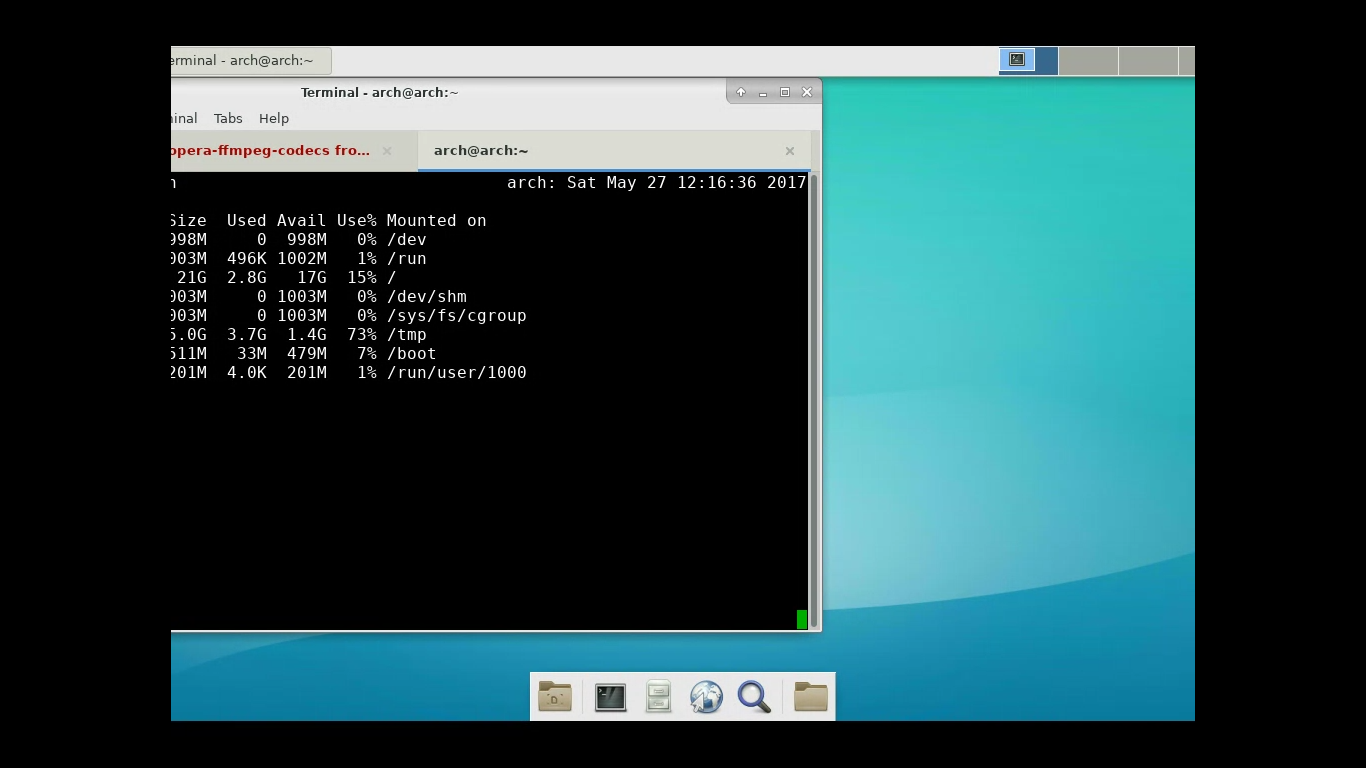 erminal - arch@arch:~
Terminal - arch@arch:~
inal Tabs Help
opera-ffmpeg-codecs fro... arch@arch:~
arch: Sat May 27 12:16:36 2017
Size Used Avail Use% Mounted on
998M 0 998M 0% /dev
003M 496K 1002M 1% /run
21G 2.8G 17G 15% /
003M 0 1003M 0% /dev/shm
003M 0 1003M 0% /sys/fs/cgroup
5.0G 3.7G 1.4G 73% /tmp
511M 33M 479M 7% /boot
201M 4.0K 201M 1% /run/user/1000